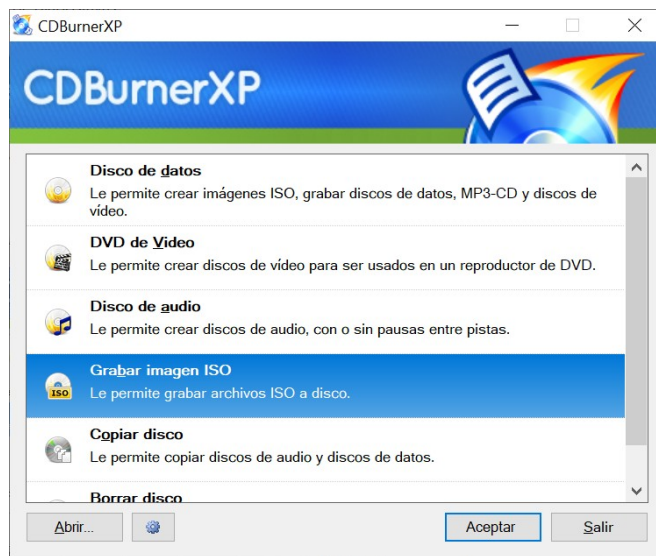 CDBurnerXP
CDBurnerXP
Disco de datos
Le permite crear imágenes ISO, grabar discos de datos, MP3-CD y discos de
vídeo.
DVD de Video
Le permite crear discos de vídeo para ser usados en un reproductor de DVD.
Disco de audio
Le permite crear discos de audio, con o sin pausas entre pistas.
Grabar imagen ISO
ISO
Le permite grabar archivos ISO a disco.
Copiar disco
Le permite copiar discos de audio y discos de datos.
Borrar disco
Abrir...
Aceptar
Salir